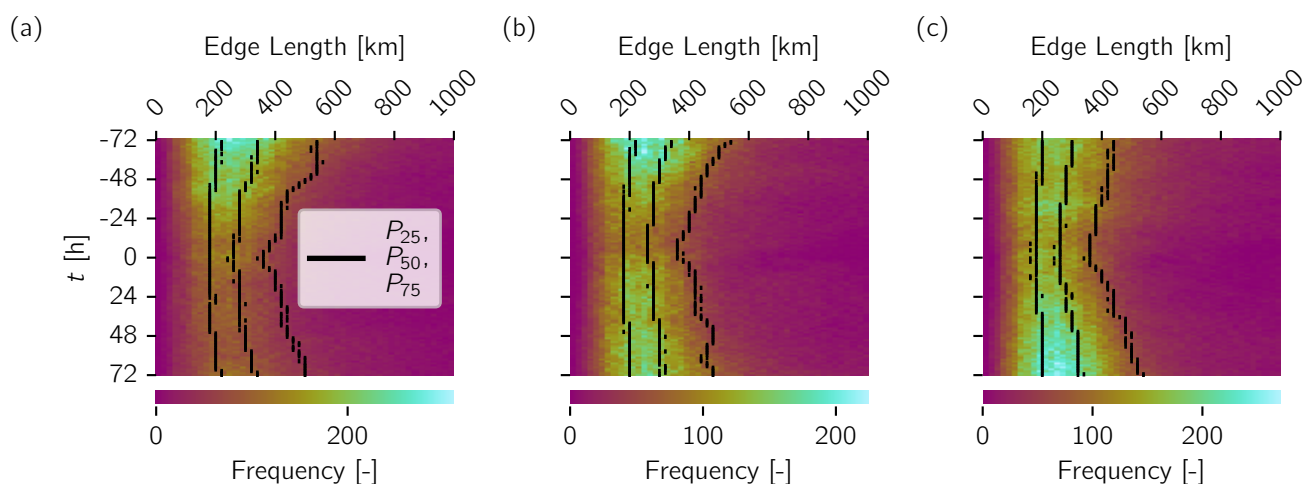 (a)
(b)
(c)
Edge Length [km]
Edge Length [km]
Edge Length [km]
0 200 400 600 800 1000
0 200 400 600 800 1000
0 200 400 600 800 1000
-72
-48
-24
0
24
48
72
t [h]
P25,
P50,
P75
0 200
0 100 200
0 100 200
Frequency [-]
Frequency [-]
Frequency [-]